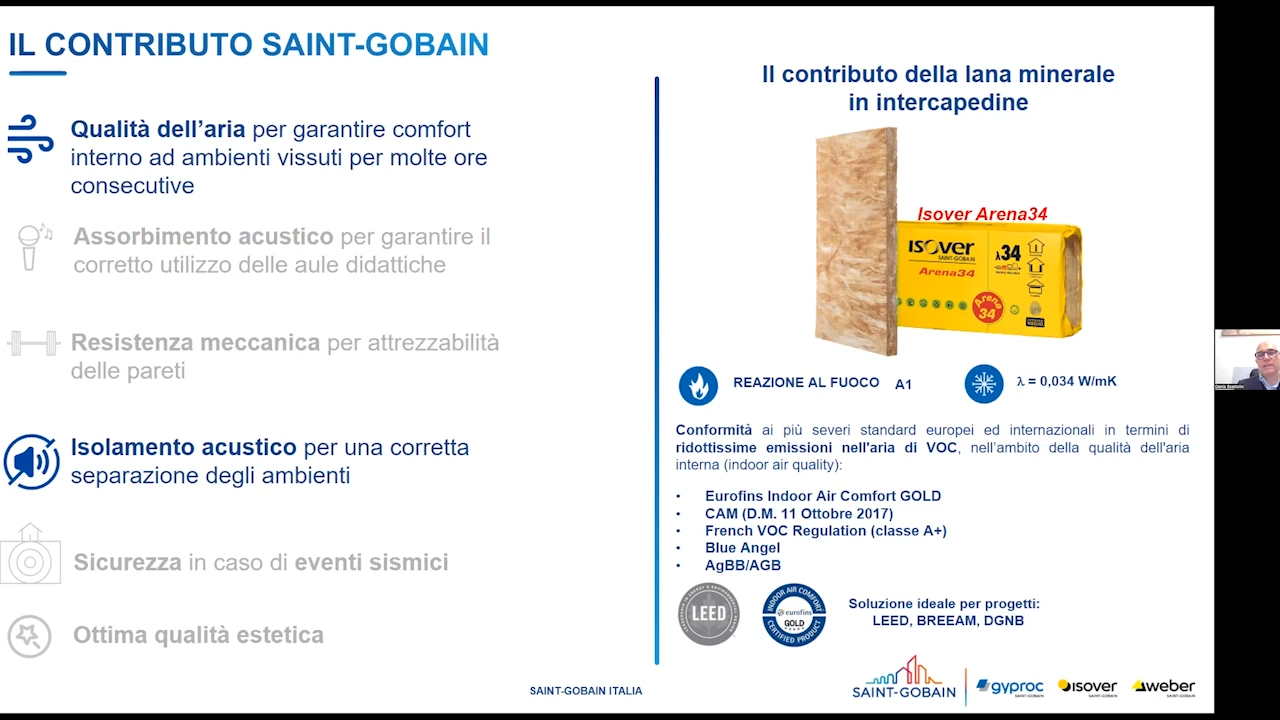 IL CONTRIBUTO SAINT-GOBAIN
Qualità dell'aria per garantire comfort
interno ad ambienti vissuti per molte ore
consecutive
Assorbimento acustico per garantire il
corretto utilizzo delle aule didattiche
Resistenza meccanica per attrezzabilità
delle pareti
Isolamento acustico per una corretta
separazione degli ambienti
Sicurezza in caso di eventi sismici
Ottima qualità estetica
SAINT-GOBAIN ITALIA
Il contributo della lana minerale
in intercapedine
Isover Arena34
isover
SAINT-GOBAIN
Arena34
λ34
Arena
34
REAZIONE AL FUOCO A1
λ = 0,034 W/mK
Conformità ai più severi standard europei ed internazionali in termini di
ridottissime emissioni nell'aria di VOC, nell'ambito della qualità dell'aria
interna (indoor air quality):
• Eurofins Indoor Air Comfort GOLD
• CAM (D.M. 11 Ottobre 2017)
• French VOC Regulation (classe A+)
• Blue Angel
• AgBB/AGB
LEED
INDOOR AIR COMFORT
eurofins
GOLD
CERTIFIED PRODUCT
Soluzione ideale per progetti:
LEED, BREEAM, DGNB
SAINT-GOBAIN
gyproc
SAINT-GOBAIN
isover
SAINT-GOBAIN
weber
SAINT-GOBAIN